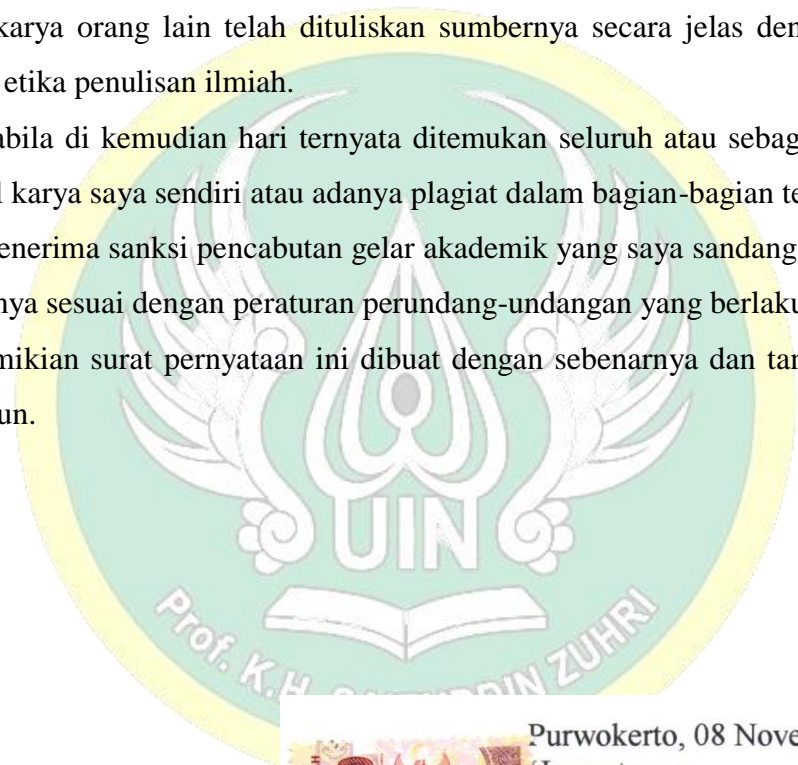 karya orang lain telah dituliskan sumbernya secara jelas den
etika penulisan ilmiah.
abila di kemudian hari ternyata ditemukan seluruh atau sebag
l karya saya sendiri atau adanya plagiat dalam bagian-bagian te
enerima sanksi pencabutan gelar akademik yang saya sandang
nya sesuai dengan peraturan perundang-undangan yang berlaku
mikian surat pernyataan ini dibuat dengan sebenarnya dan tan
un.
UIN
Prof. K.H. ZUHRI
Purwokerto, 08 Nove